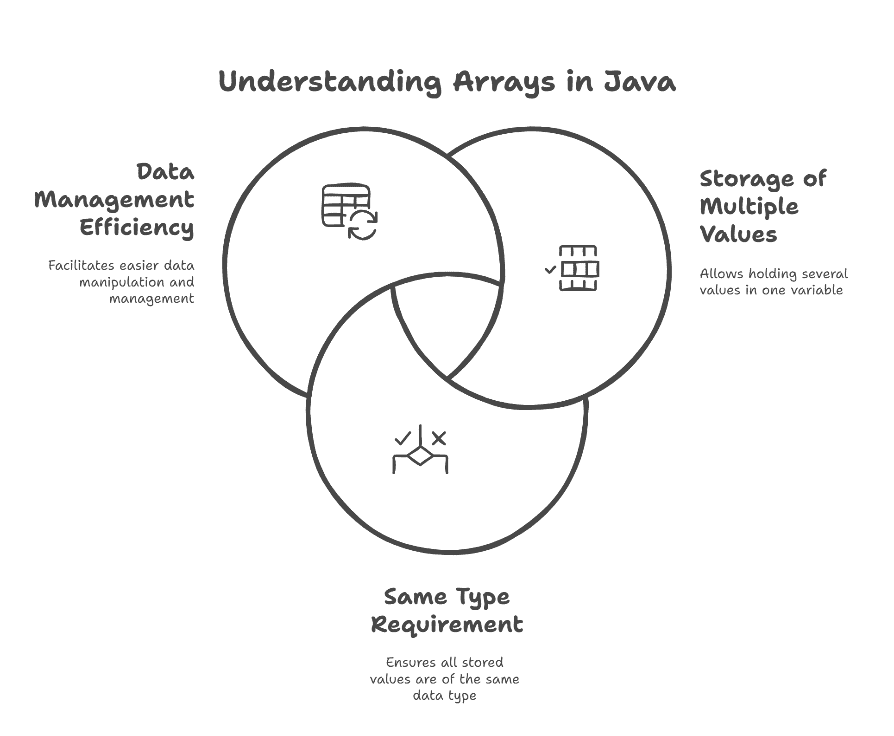 Understanding Arrays in Java
Data
Management
Efficiency
Facilitates easier data
manipulation and
management
Storage of
Multiple
Values
Allows holding several
values in one variable
Same Type
Requirement
Ensures all stored
values are of the same
data type